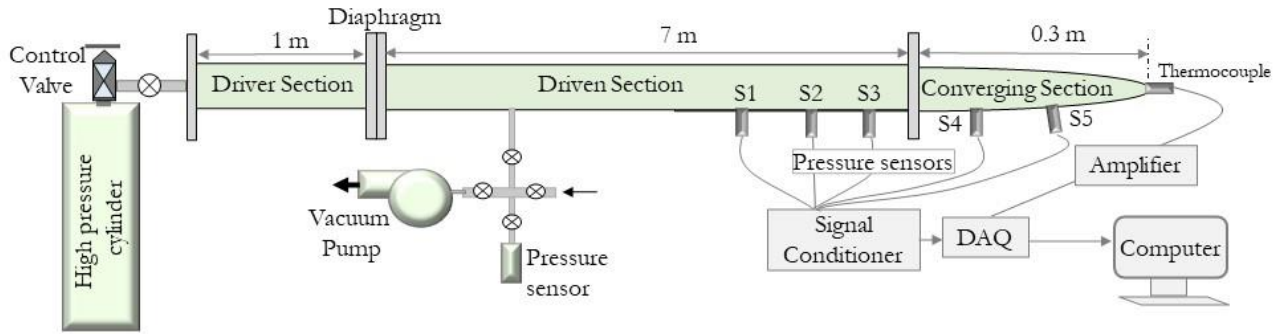 Diaphragm
1 m
7 m
0.3 m
Control
Valve
Driver Section
Driven Section
Converging Section
Thermocouple
S1
S2
S3
S4
S5
High pressure
cylinder
Pressure sensors
Amplifier
Vacuum
Pump
Pressure
sensor
Signal
Conditioner
DAQ
Computer